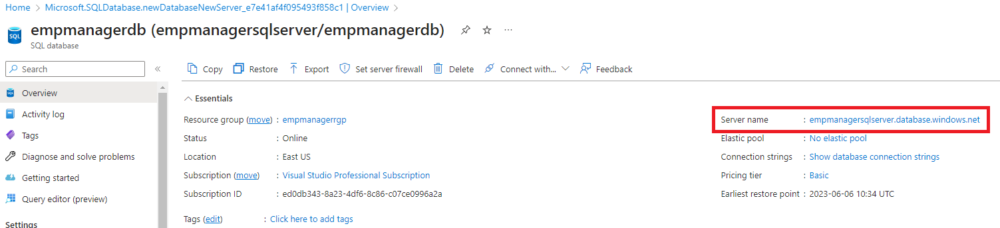 Home > Microsoft.SQLDatabase.newDatabaseNewServer_e7e41af4f095493f858c1 | Overview >
SQL
empmanagerdb (empmanagersqlserver/empmanagerdb)
SQL database
Search
Copy Restore Export Set server firewall Delete Connect with... Feedback
SQL
Overview
Activity log
Tags
Diagnose and solve problems
Getting started
Query editor (preview)
Settings
Essentials
Resource group (move) : empmanagerrgp
Status : Online
Location : East US
Subscription (move) : Visual Studio Professional Subscription
Subscription ID : ed0db343-8a23-4df6-8c86-c07ce0996a2a
Tags (edit) : Click here to add tags
Server name : empmanagersqlserver.database.windows.net
Elastic pool : No elastic pool
Connection strings : Show database connection strings
Pricing tier : Basic
Earliest restore point : 2023-06-06 10:34 UTC